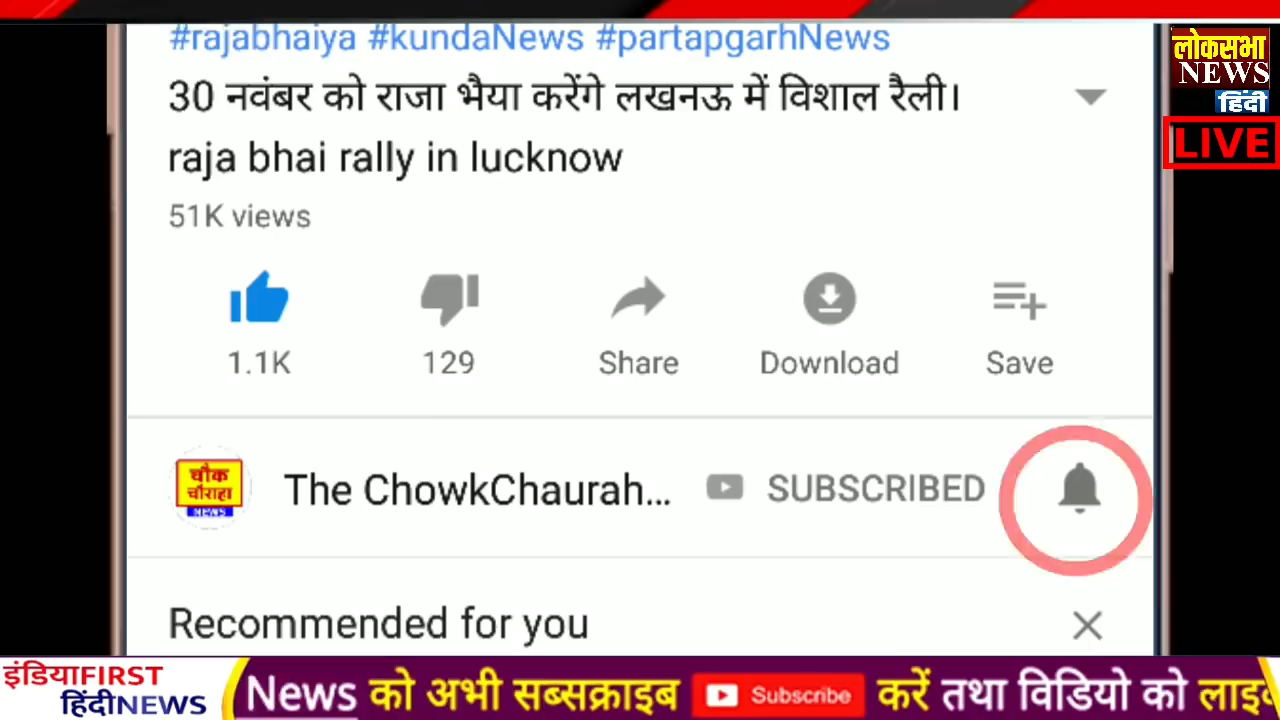 #rajabhaiya #kundaNews #partapgarhNews
30 नवंबर को राजा भैया करेंगे लखनऊ में विशाल रैली।
raja bhai rally in lucknow
51K views
1.1K
129
Share
Download
Save
चौक
चौराहा
NEWS
The ChowkChaurah...
SUBSCRIBED
Recommended for you
लोकसभा
NEWS
हिंदी
LIVE
इंडियाFIRST
हिंदीNEWS
News को अभी सब्सक्राइब Subscribe करें तथा विडियो को लाइक